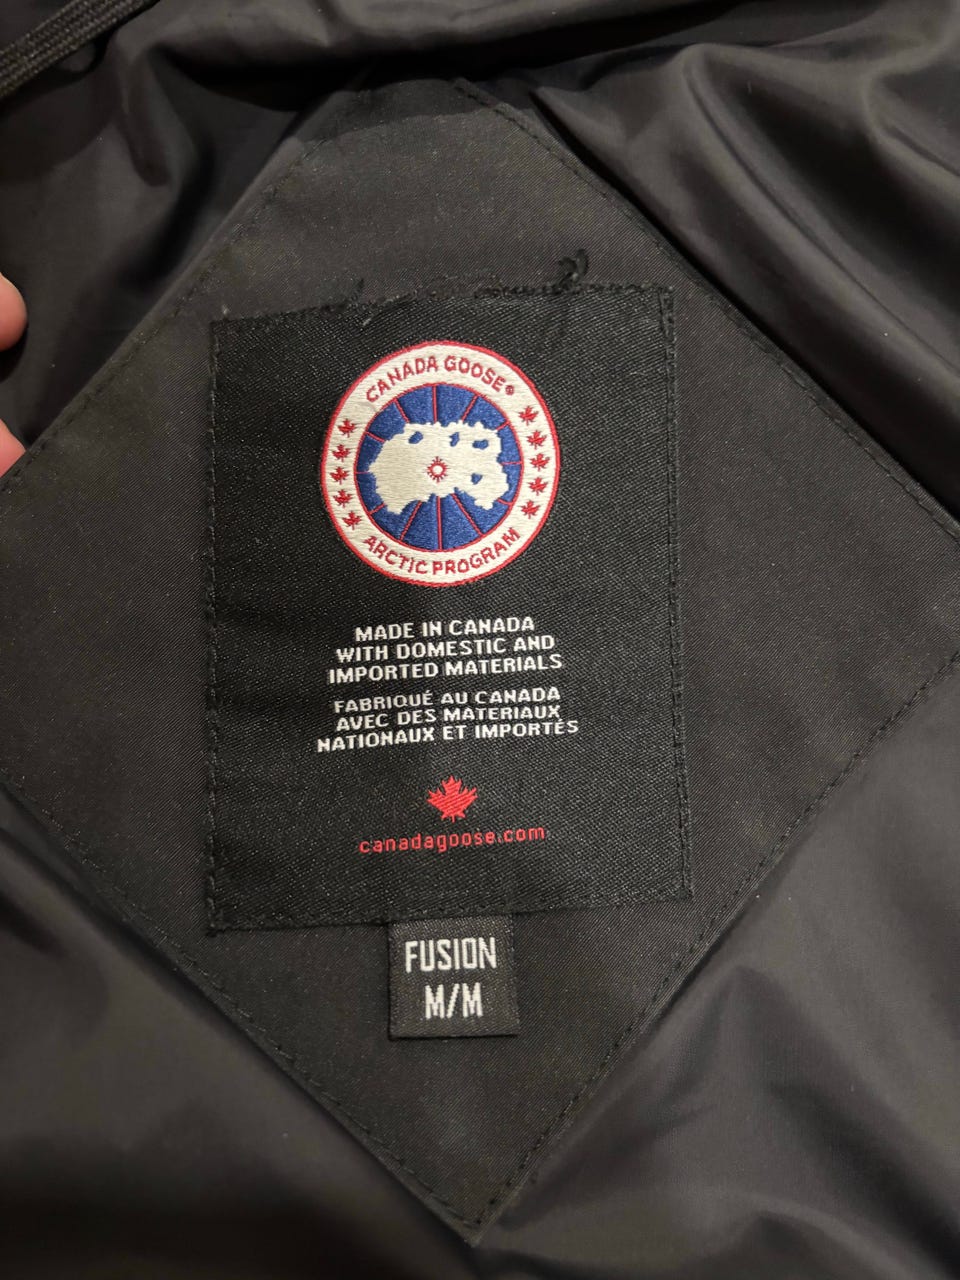 CANADA GOOSE®
ARCTIC PROGRAM
MADE IN CANADA
WITH DOMESTIC AND
IMPORTED MATERIALS
FABRIQUÉ AU CANADA
AVEC DES MATERIAUX
NATIONAUX ET IMPORTÉS
canadagoose.com
FUSION
M/M